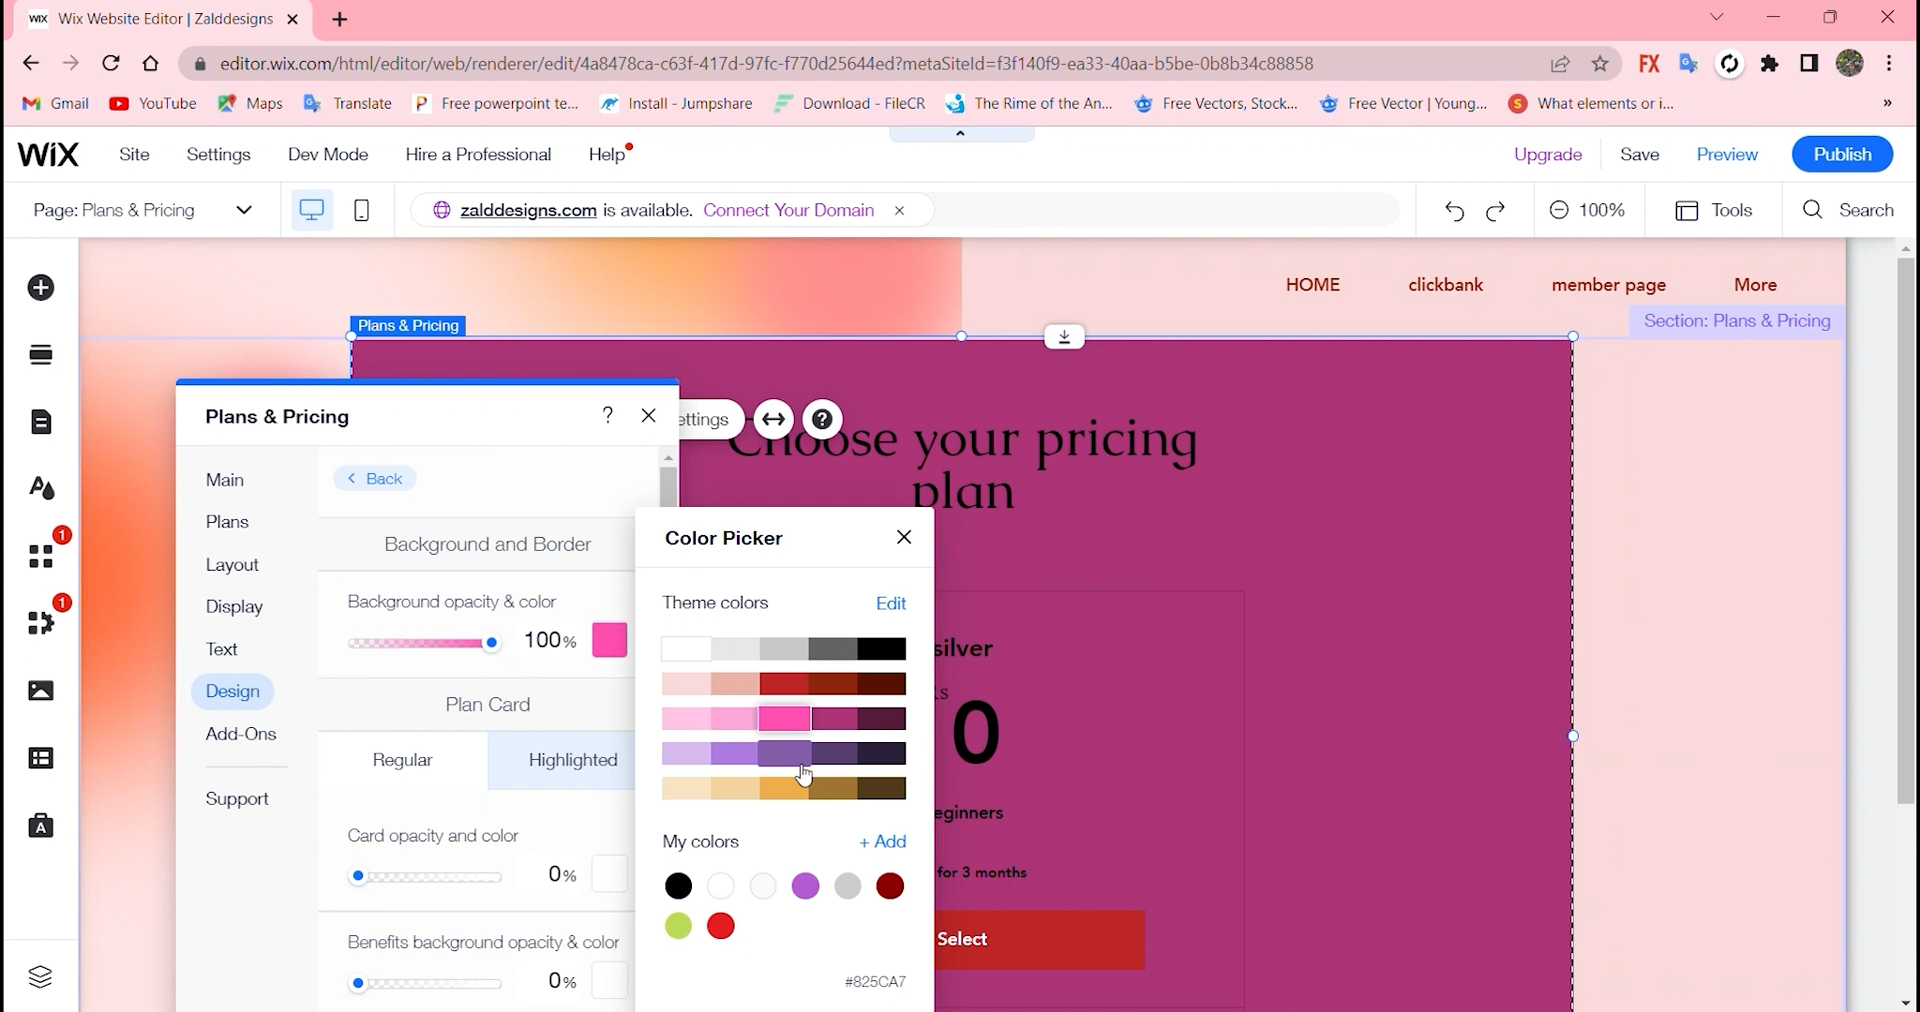 WIX Wix Website Editor | Zalddesigns
editor.wix.com/html/editor/web/renderer/edit/4a8478ca-c63f-417d-97fc-f770d25644ed?metaSiteId=f3f140f9-ea33-40aa-b5be-0b8b34c88858
FX
Gmail YouTube Maps Translate P Free powerpoint te... Install - Jumpshare Download - FileCR The Rime of the An... Free Vectors, Stock... Free Vector | Young... S What elements or i... »
WIX Site Settings Dev Mode Hire a Professional Help Upgrade Save Preview Publish
Page: Plans & Pricing zalddesigns.com is available. Connect Your Domain 100% Tools Search
HOME clickbank member page More
Plans & Pricing Section: Plans & Pricing
Plans & Pricing ? ettings ?
Choose your pricing
plan
Main
Back
Plans
Layout
Display
Text
Design
Add-Ons
Support
Background and Border
Background opacity & color
100%
Plan Card
Regular Highlighted
Card opacity and color
0%
Benefits background opacity & color
0%
Color Picker
Theme colors Edit
My colors + Add
#825CA7
silver
0
eginners
for 3 months
Select
1
1
A
A